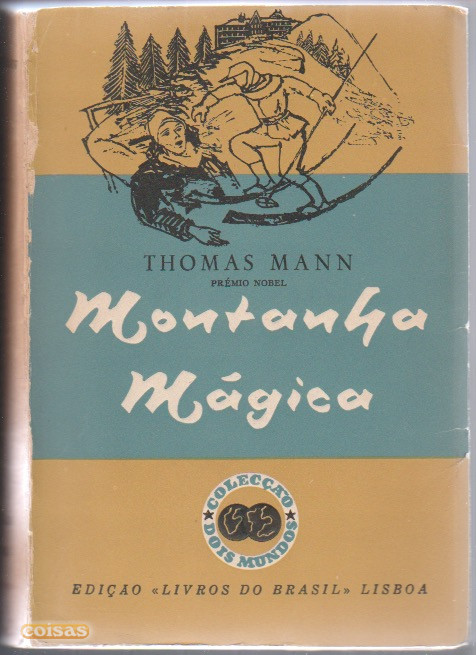 THOMAS MANN
PRÉMIO NOBEL
Montanha
Mágica
COLECÇÃO
DOIS MUNDOS
EDIÇÃO «LIVROS DO BRASIL» LISBOA
coisas